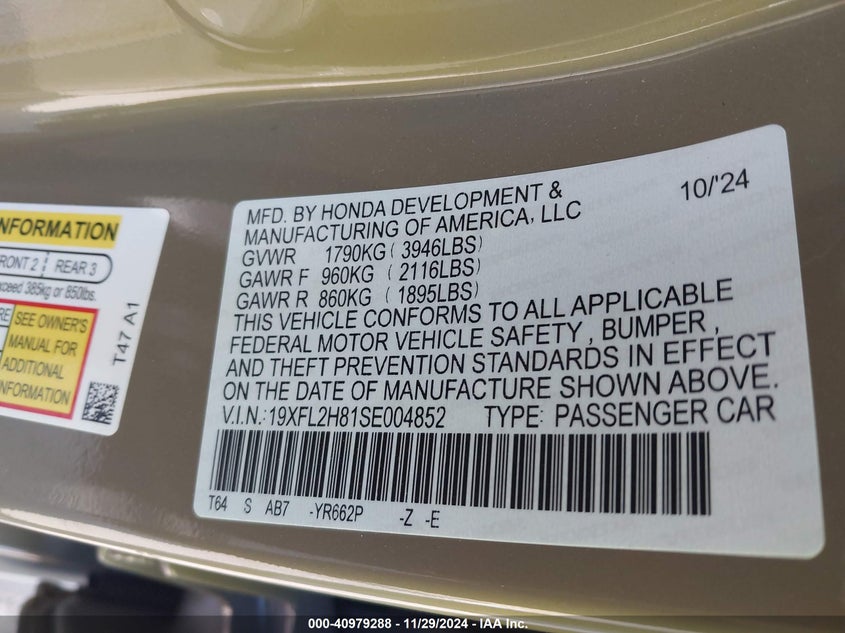 NFORMATION
RONT 2 REAR 3
xceed 385kg or 850lbs.
RE
SEE OWNER'S
MANUAL FOR
ADDITIONAL
INFORMATION
T47 A1
10/'24
MFD. BY HONDA DEVELOPMENT &
MANUFACTURING OF AMERICA, LLC
GVWR 1790KG ( 3946LBS)
GAWR F 960KG ( 2116LBS)
GAWR R 860KG ( 1895LBS)
THIS VEHICLE CONFORMS TO ALL APPLICABLE
FEDERAL MOTOR VEHICLE SAFETY , BUMPER ,
AND THEFT PREVENTION STANDARDS IN EFFECT
ON THE DATE OF MANUFACTURE SHOWN ABOVE.
V.I.N.: 19XFL2H81SE004852 TYPE: PASSENGER CAR
T64 S AB7 -YR662P -Z -E
000-40979288 - 11/29/2024 - IAA Inc.